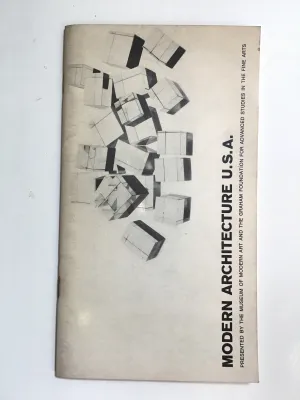 MODERN ARCHITECTURE U.S.A.
PRESENTED BY THE MUSEUM OF MODERN ART AND THE GRAHAM FOUNDATION FOR ADVANCED STUDIES IN THE FINE ARTS